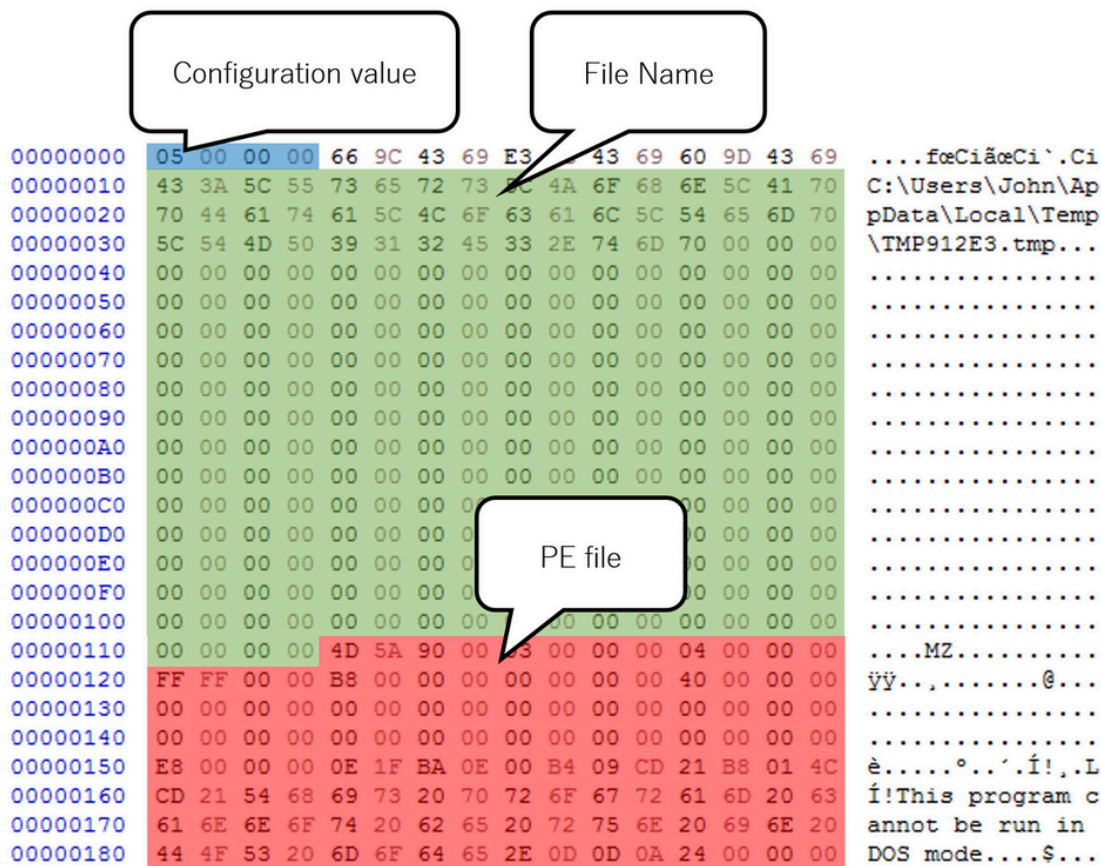 Configuration value
File Name
00000000 05 00 00 00 66 9C 43 69 E3 43 69 60 9D 43 69 ....fœCiãœCi`.Ci
00000010 43 3A 5C 55 73 65 72 73 5C 4A 6F 68 6E 5C 41 70 C:\Users\John\Ap
00000020 70 44 61 74 61 5C 4C 6F 63 61 6C 5C 54 65 6D 70 pData\Local\Temp
00000030 5C 54 4D 50 39 31 32 45 33 2E 74 6D 70 00 00 00 \TMP912E3.tmp...
00000040 00 00 00 00 00 00 00 00 00 00 00 00 00 00 00 00 ................
00000050 00 00 00 00 00 00 00 00 00 00 00 00 00 00 00 00 ................
00000060 00 00 00 00 00 00 00 00 00 00 00 00 00 00 00 00 ................
00000070 00 00 00 00 00 00 00 00 00 00 00 00 00 00 00 00 ................
00000080 00 00 00 00 00 00 00 00 00 00 00 00 00 00 00 00 ................
00000090 00 00 00 00 00 00 00 00 00 00 00 00 00 00 00 00 ................
000000A0 00 00 00 00 00 00 00 00 00 00 00 00 00 00 00 00 ................
000000B0 00 00 00 00 00 00 00 00 00 00 00 00 00 00 00 00 ................
000000C0 00 00 00 00 00 00 00 00 00 00 ................
000000D0 00 00 00 00 00 00 00 00 00 00 ................
PE file
000000E0 00 00 00 00 00 00 00 00 00 00 ................
000000F0 00 00 00 00 00 00 00 00 00 00 ................
00000100 00 00 00 00 00 00 00 00 00 00 00 00 00 00 ................
00000110 00 00 00 00 4D 5A 90 00 03 00 00 00 04 00 00 00 ....MZ..........
00000120 FF FF 00 00 B8 00 00 00 00 00 00 00 40 00 00 00 ÿÿ..¸.......@...
00000130 00 00 00 00 00 00 00 00 00 00 00 00 00 00 00 00 ................
00000140 00 00 00 00 00 00 00 00 00 00 00 00 00 00 00 00 ................
00000150 E8 00 00 00 0E 1F BA 0E 00 B4 09 CD 21 B8 01 4C è.....º..´.Í!¸.L
00000160 CD 21 54 68 69 73 20 70 72 6F 67 72 61 6D 20 63 Í!This program c
00000170 61 6E 6E 6F 74 20 62 65 20 72 75 6E 20 69 6E 20 annot be run in
00000180 44 4F 53 20 6D 6F 64 65 2E 0D 0D 0A 24 00 00 00 DOS mode....$...